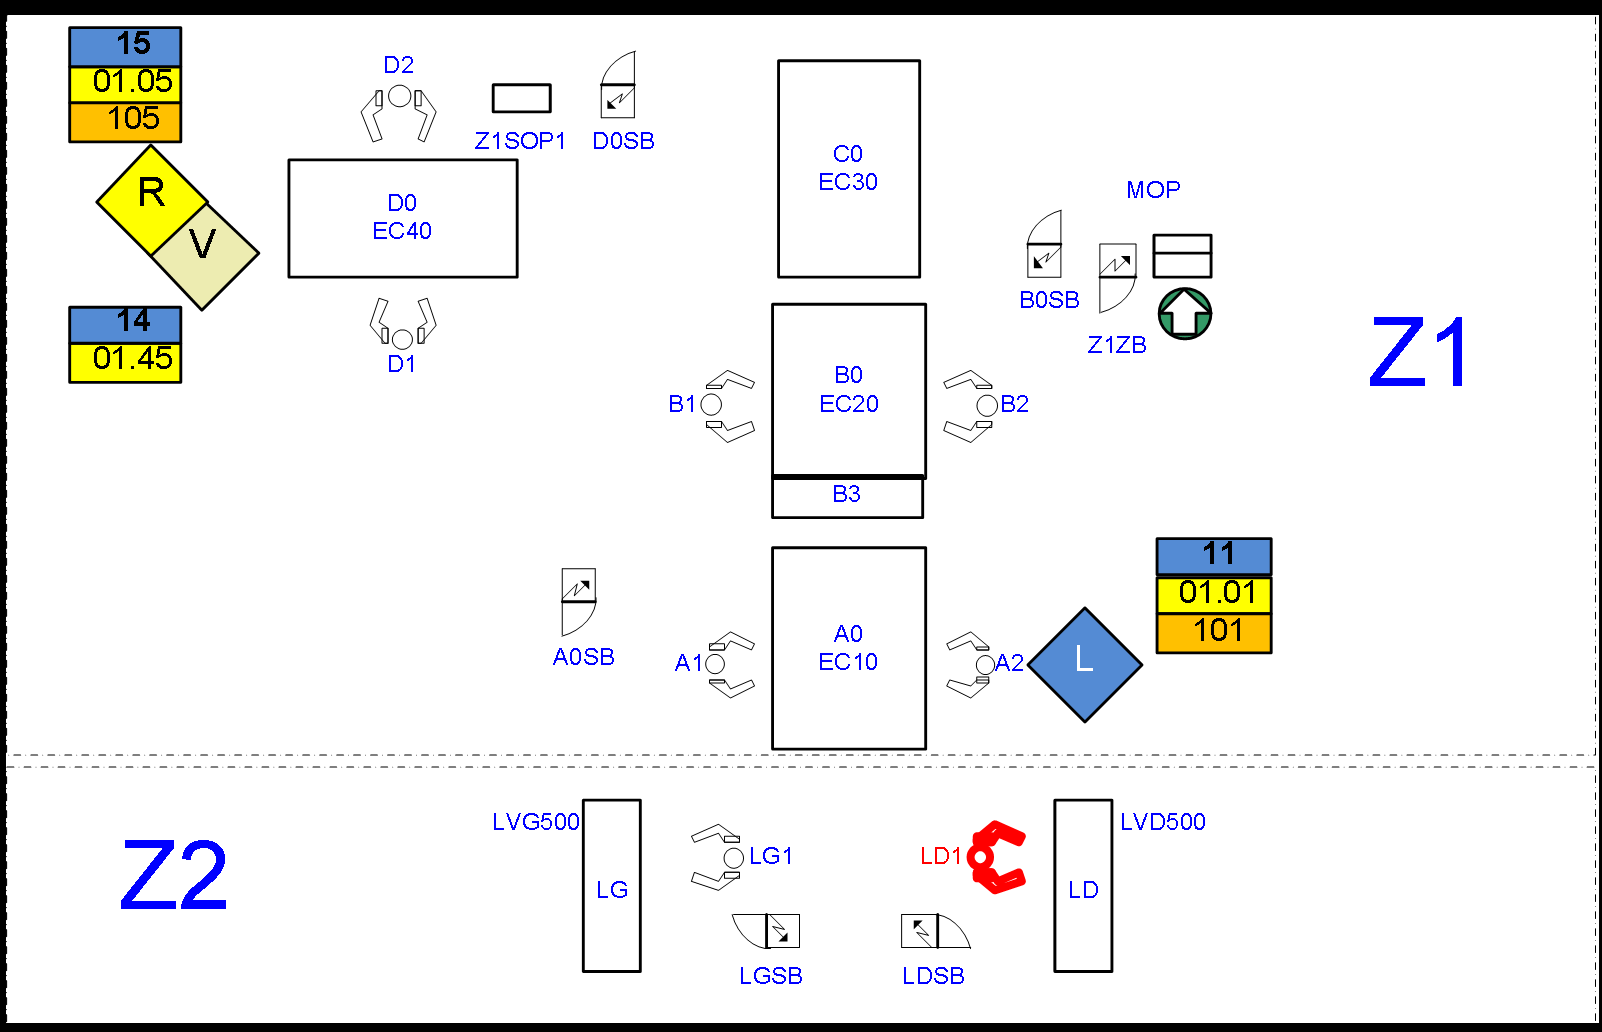 15
01.05
105
R
V
14
01.45
D2
Z1SOP1
D0SB
D0
EC40
D1
C0
EC30
MOP
B0SB
Z1ZB
Z1
B0
EC20
B1
B2
B3
11
01.01
101
A0SB
A1
A0
EC10
A2
L
Z2
LVG500
LG
LG1
LGSB
LD1
LDSB
LD
LVD500